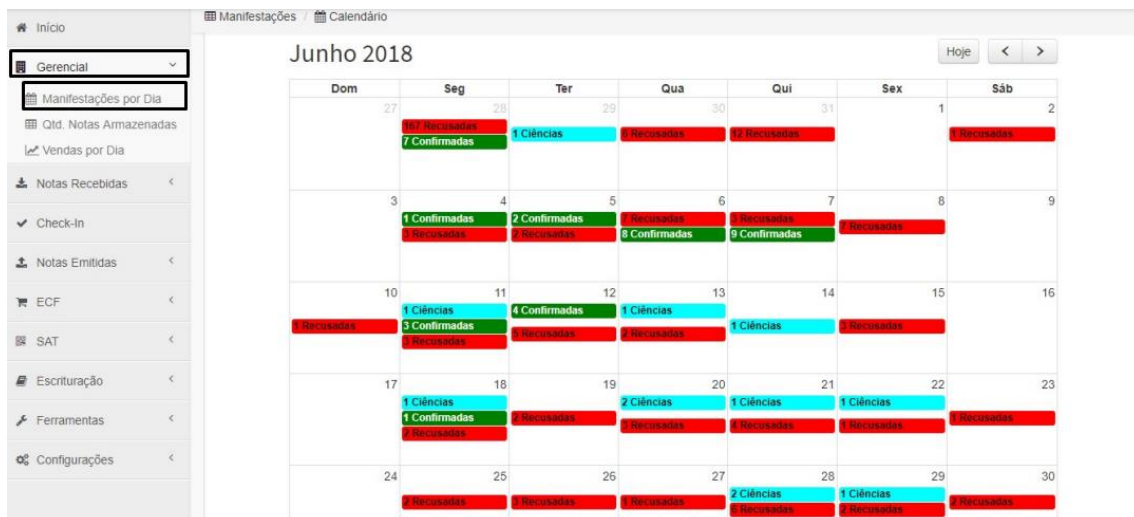 Manifestações / Calendário
Início
Gerencial
Manifestações por Dia
Qtd. Notas Armazenadas
Vendas por Dia
Notas Recebidas
Check-In
Notas Emitidas
ECF
SAT
Escrituração
Ferramentas
Configurações
Junho 2018
Hoje
Dom Seg Ter Qua Qui Sex Sáb
27 28 29 30 31 1 2
167 Recusadas 1 Ciências 6 Recusadas 12 Recusadas 1 Recusadas
7 Confirmadas
3 4 5 6 7 8 9
1 Confirmadas 2 Confirmadas 7 Recusadas 3 Recusadas 7 Recusadas
3 Recusadas 2 Recusadas 8 Confirmadas 9 Confirmadas
10 11 12 13 14 15 16
1 Ciências 4 Confirmadas 1 Ciências
1 Recusadas 3 Confirmadas 5 Recusadas 2 Recusadas 1 Ciências 3 Recusadas
3 Recusadas
17 18 19 20 21 22 23
1 Ciências 2 Ciências 1 Ciências 1 Ciências
1 Confirmadas 2 Recusadas 3 Recusadas 4 Recusadas 1 Recusadas 1 Recusadas
2 Recusadas
24 25 26 27 28 29 30
2 Recusadas 3 Recusadas 1 Recusadas 2 Ciências 1 Ciências 2 Recusadas
6 Recusadas 2 Recusadas